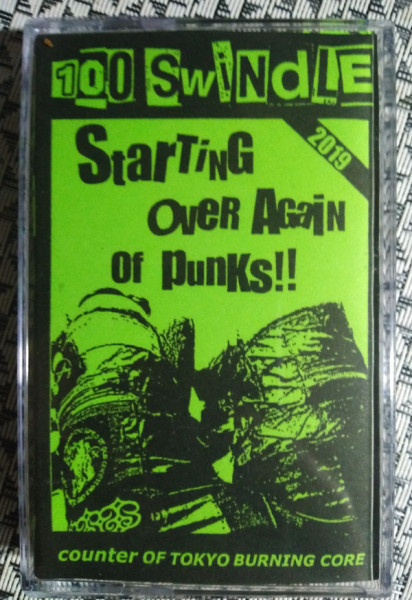 100 SWiNdLE
2019
StarTiNG
OveR AGaiN
Of PunKs!!
counter OF TOKYO BURNING CORE